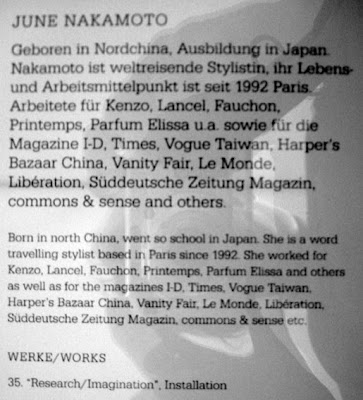 JUNE NAKAMOTO
Geboren in Nordchina, Ausbildung in Japan.
Nakamoto ist weltreisende Stylistin, ihr Lebens-
und Arbeitsmittelpunkt ist seit 1992 Paris.
Arbeitete für Kenzo, Lancel, Fauchon,
Printemps, Parfum Elissa u.a. sowie für die
Magazine I-D, Times, Vogue Taiwan, Harper's
Bazaar China, Vanity Fair, Le Monde,
Libération, Süddeutsche Zeitung Magazin,
commons & sense and others.
Born in north China, went so school in Japan. She is a word
travelling stylist based in Paris since 1992. She worked for
Kenzo, Lancel, Fauchon, Printemps, Parfum Elissa and others
as well as for the magazines I-D, Times, Vogue Taiwan,
Harper's Bazaar China, Vanity Fair, Le Monde, Libération,
Süddeutsche Zeitung Magazin, commons & sense etc.
WERKE/WORKS
35. "Research/Imagination", Installation